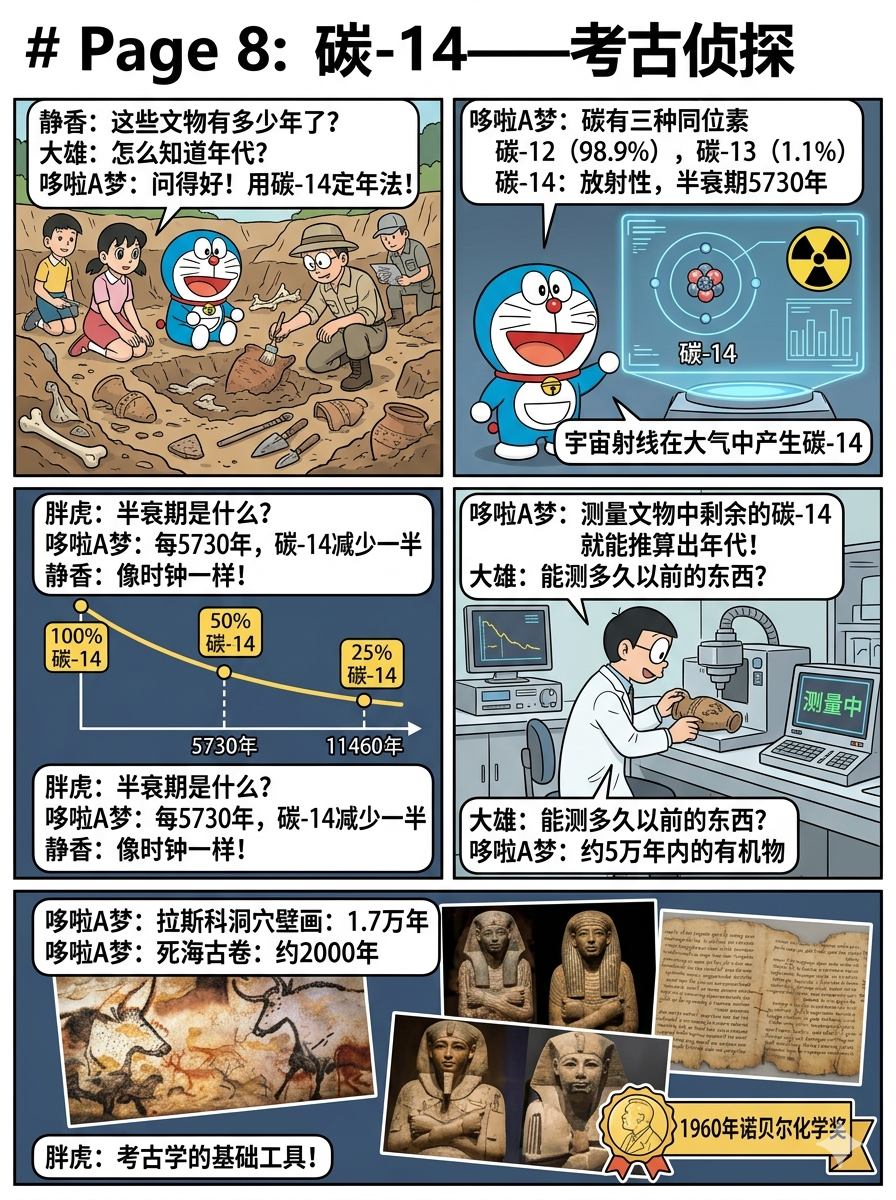 # Page 8: 碳-14——考古侦探
静香：这些文物有多少年了？
大雄：怎么知道年代？
哆啦A梦：问得好！用碳-14定年法！
哆啦A梦：碳有三种同位素
碳-12（98.9%），碳-13（1.1%）
碳-14：放射性，半衰期5730年
碳-14
宇宙射线在大气中产生碳-14
胖虎：半衰期是什么？
哆啦A梦：每5730年，碳-14减少一半
静香：像时钟一样！
100%
碳-14
50%
碳-14
25%
碳-14
5730年
11460年
胖虎：半衰期是什么？
哆啦A梦：每5730年，碳-14减少一半
静香：像时钟一样！
哆啦A梦：测量文物中剩余的碳-14
就能推算出年代！
大雄：能测多久以前的东西？
测量中
大雄：能测多久以前的东西？
哆啦A梦：约5万年内的有机物
哆啦A梦：拉斯科洞穴壁画：1.7万年
哆啦A梦：死海古卷：约2000年
1960年诺贝尔化学奖
胖虎：考古学的基础工具！